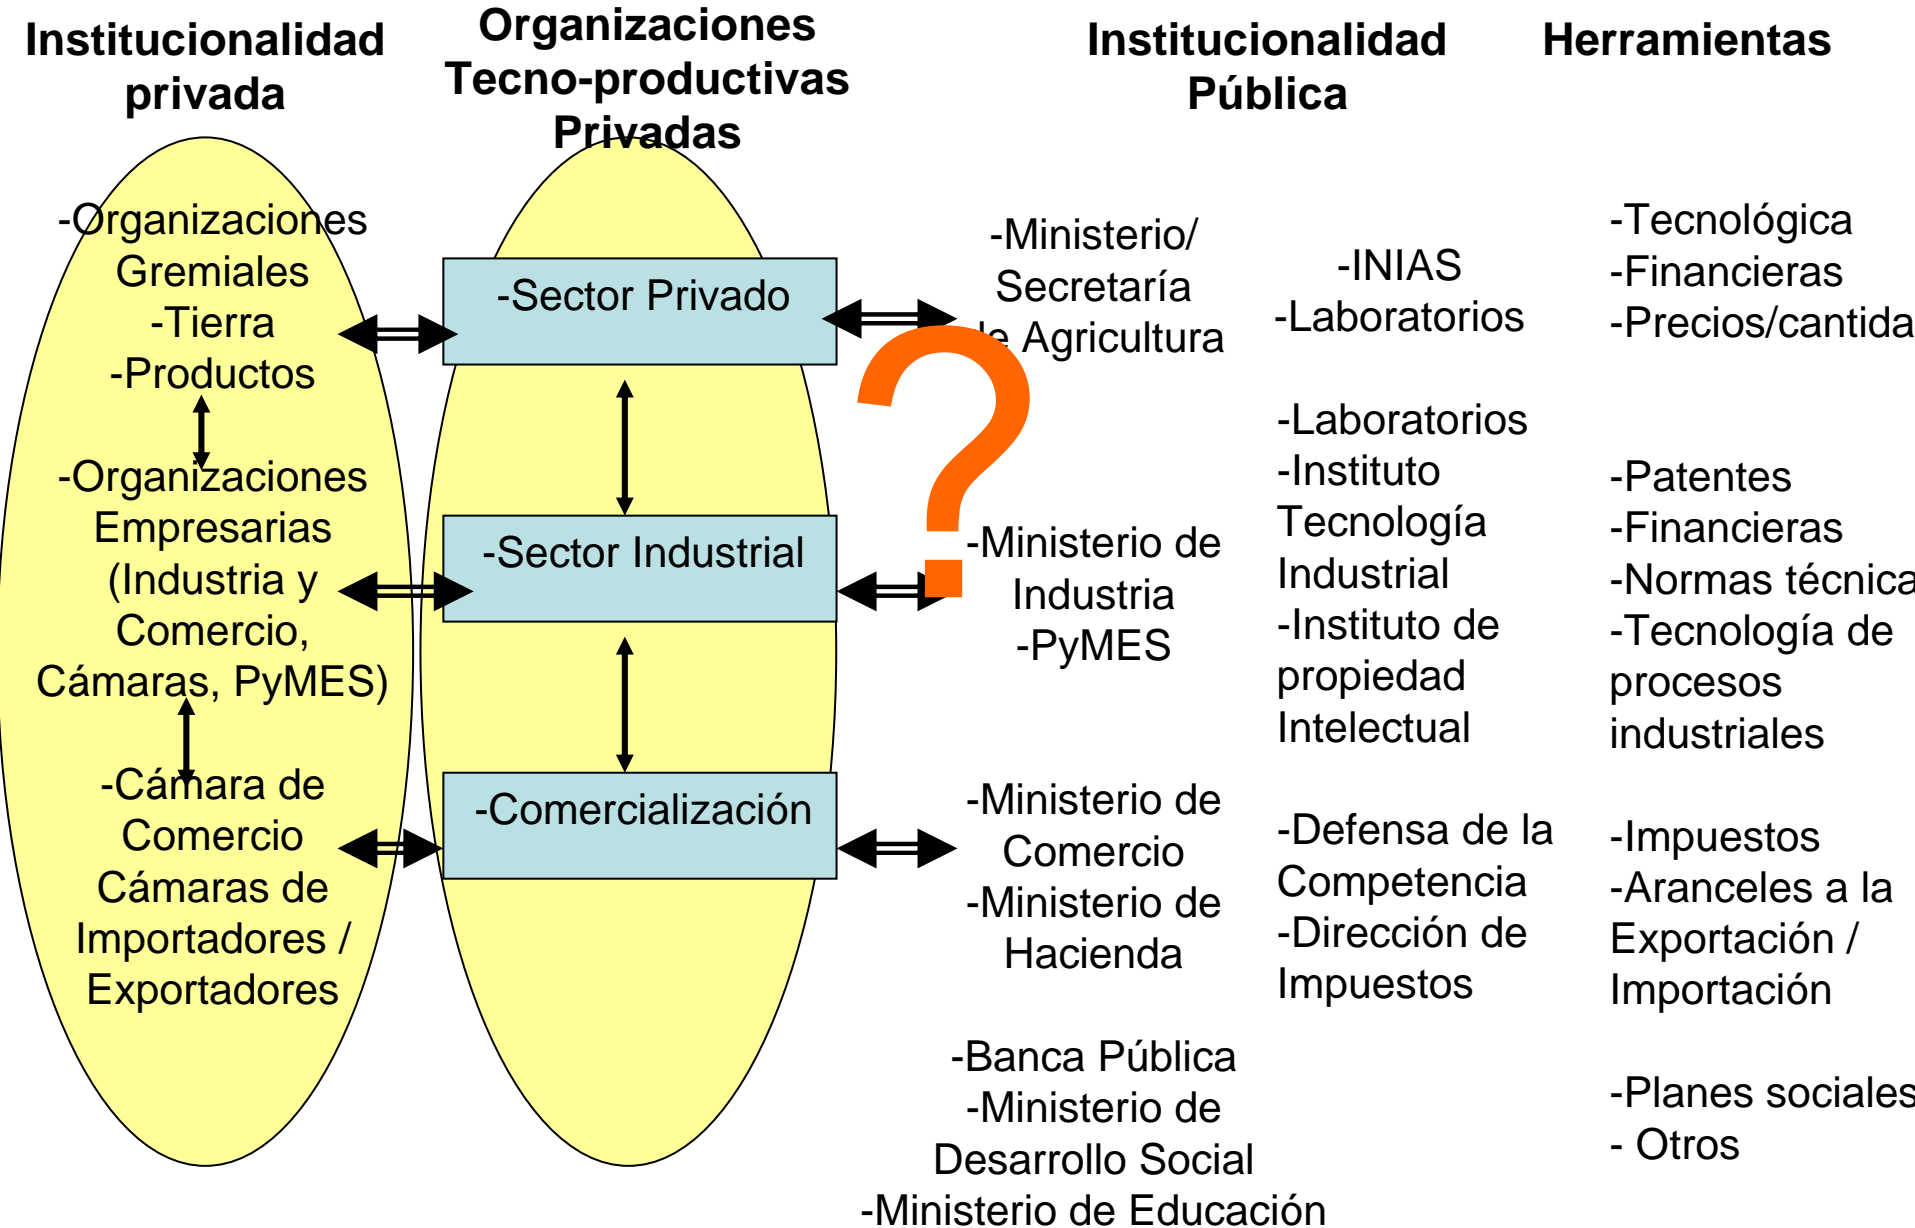 Institucionalidad
privada
Organizaciones
Tecno-productivas
Privadas
Institucionalidad
Pública
Herramientas
-Organizaciones
Gremiales
-Tierra
-Productos
-Organizaciones
Empresarias
(Industria y
Comercio,
Cámaras, PyMES)
-Cámara de
Comercio
Cámaras de
Importadores /
Exportadores
-Sector Privado
-Sector Industrial
-Comercialización
?
-Ministerio/
Secretaría
de Agricultura
-Ministerio de
Industria
-PyMES
-Ministerio de
Comercio
-Ministerio de
Hacienda
-Banca Pública
-Ministerio de
Desarrollo Social
-Ministerio de Educación
-INIAS
-Laboratorios
-Laboratorios
-Instituto
Tecnología
Industrial
-Instituto de
propiedad
Intelectual
-Defensa de la
Competencia
-Dirección de
Impuestos
-Tecnológica
-Financieras
-Precios/cantida
-Patentes
-Financieras
-Normas técnica
-Tecnología de
procesos
industriales
-Impuestos
-Aranceles a la
Exportación /
Importación
-Planes sociales
- Otros